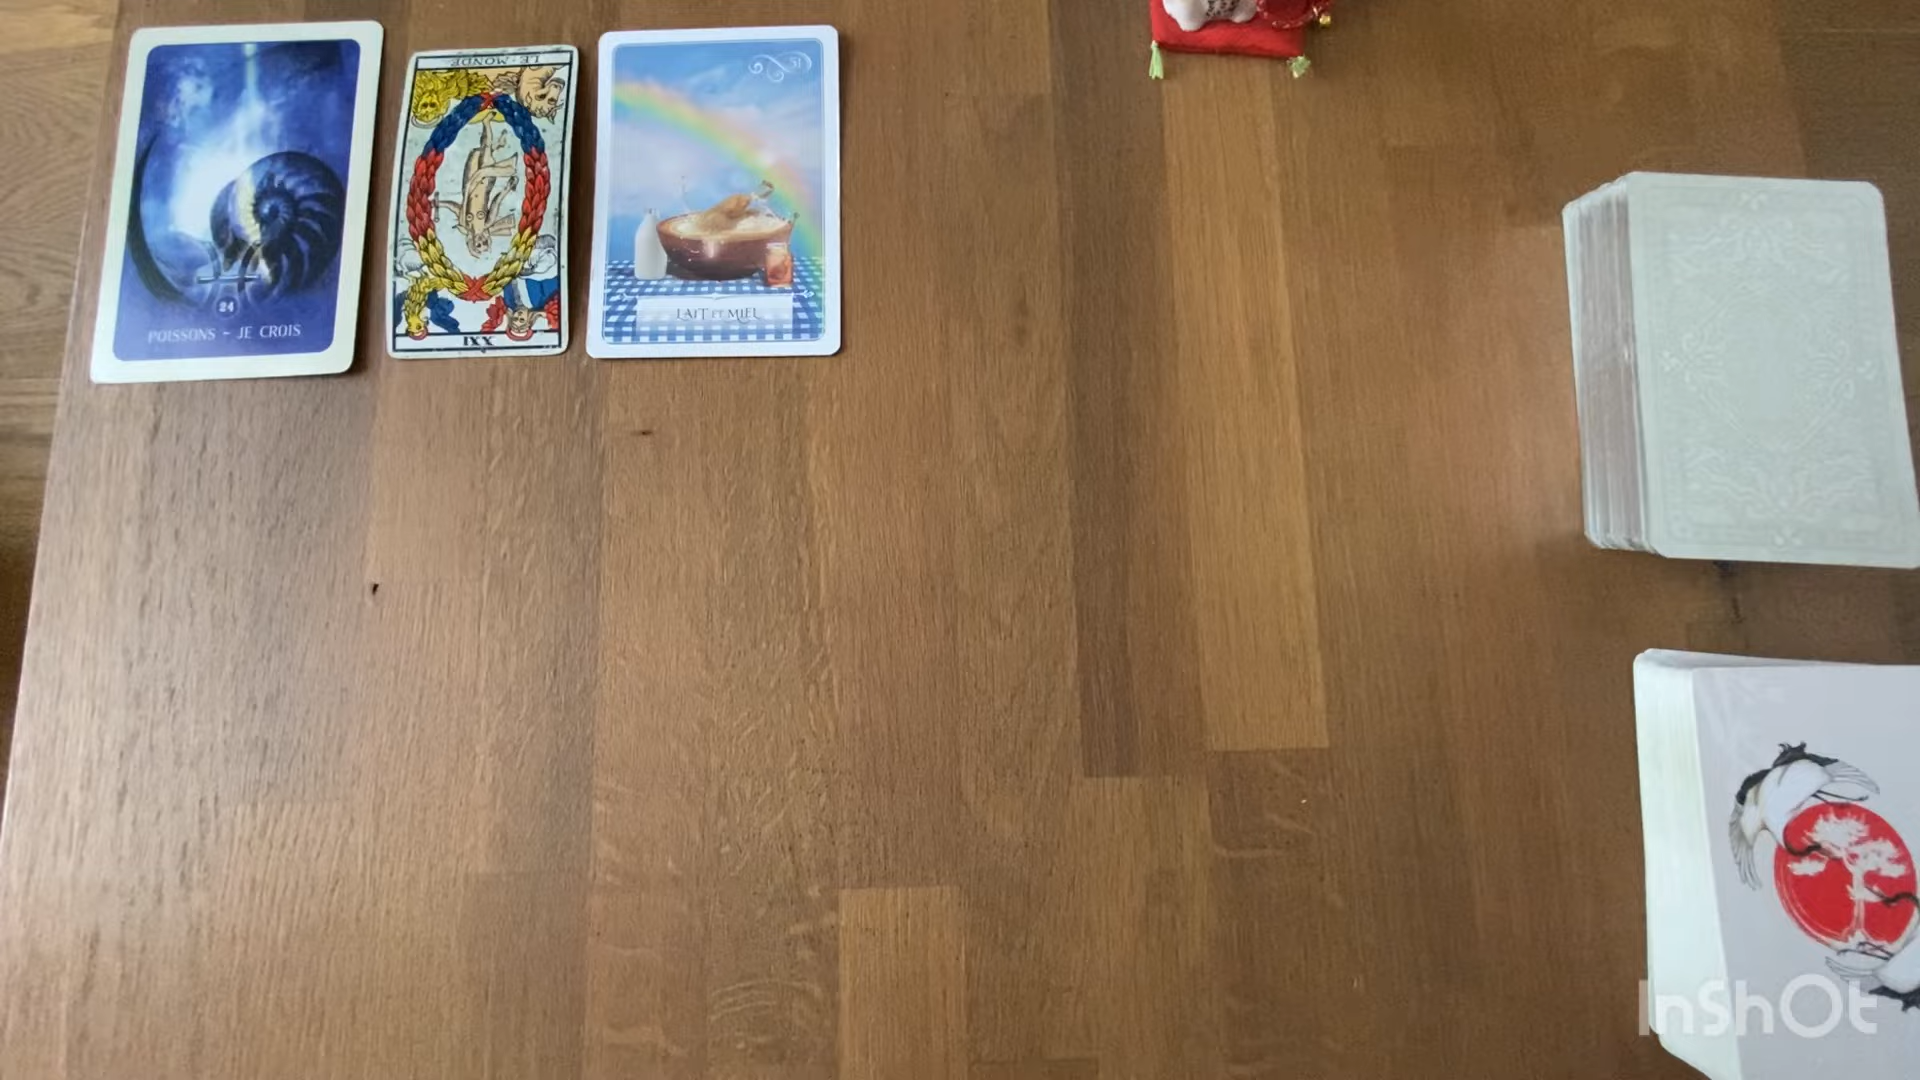 24
POISSONS ~ JE CROIS
LE·MONDE
XXI
51
LAIT ET MIEL
InShOt